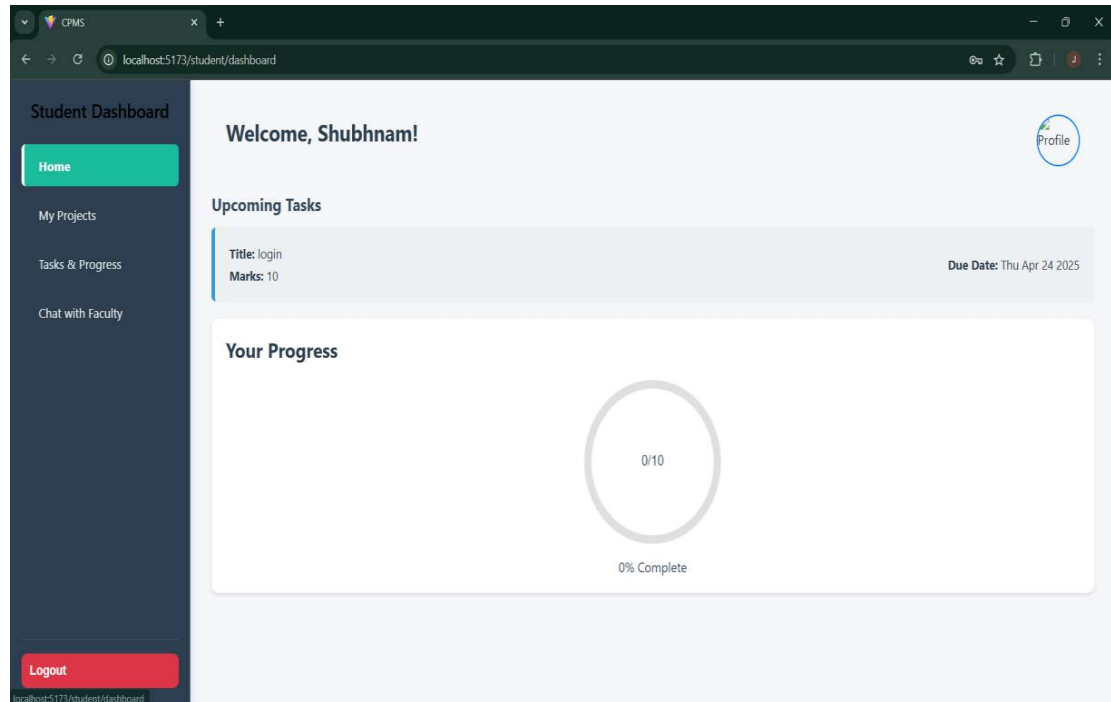 CPMS
localhost:5173/student/dashboard
J
Student Dashboard
Home
My Projects
Tasks & Progress
Chat with Faculty
Logout
Welcome, Shubhnam!
Profile
Upcoming Tasks
Title: login
Marks: 10
Due Date: Thu Apr 24 2025
Your Progress
0/10
0% Complete
localhost:5173/student/dashboard